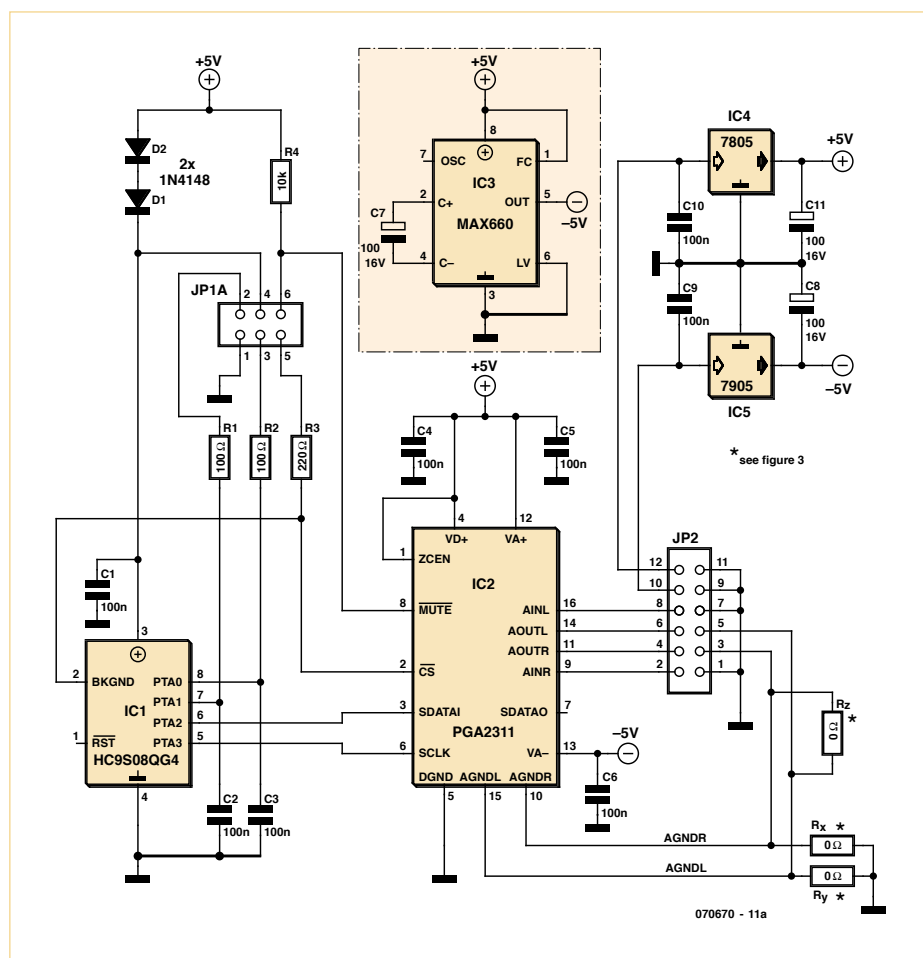 +5V
D2
2x
1N4148
D1
R4
10k
JP1A
2 4 6
1 3 5
R1
100Ω
R2
100Ω
R3
220Ω
+5V
8
7 OSC
FC 1
IC3
2 C+
OUT 5
−5V
MAX660
C7
100
16V
4 C−
LV 6
3
IC4
7805
+5V
C10
100n
C11
100
16V
C9
100n
C8
100
16V
7905
−5V
IC5
*see figure 3
+5V
C4
100n
C5
100n
4
12
VD+
VA+
1 ZCEN
IC2
8 MUTE
AINL 16
AOUTL 14
2 CS
AOUTR 11
AINR 9
3 SDATAI
SDATAO 7
PGA2311
6 SCLK
VA− 13
−5V
DGND AGNDL AGNDR
5 15 10
C6
100n
JP2
12 11
10 9
8 7
6 5
4 3
2 1
C1
100n
3
2 BKGND
PTA0 8
PTA1 7
IC1
PTA2 6
1 RST
PTA3 5
HC9S08QG4
4
C2
100n
C3
100n
Rz
*
0Ω
AGNDR
Rx *
0Ω
AGNDL
0Ω
Ry *
070670 - 11a